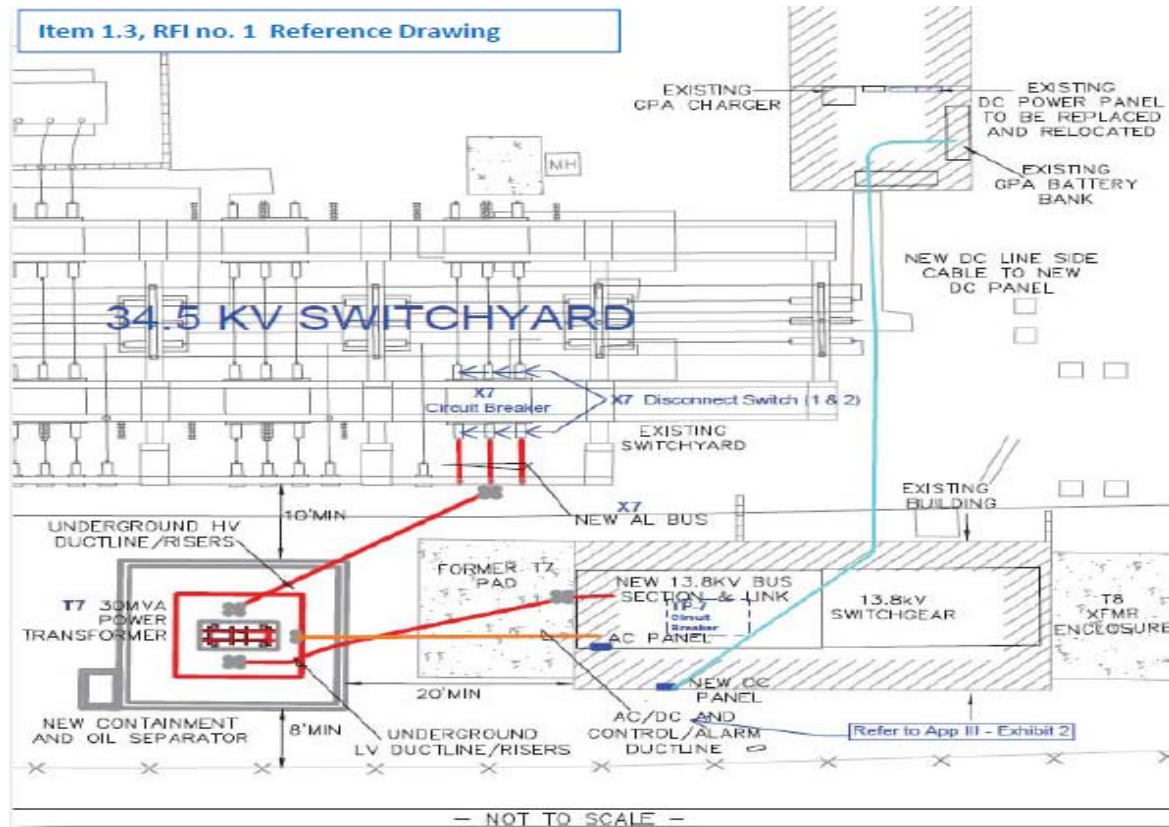 Item 1.3, RFI no. 1 Reference Drawing
EXISTING
GPA CHARGER
EXISTING
DC POWER PANEL
TO BE REPLACED
AND RELOCATED
MH
EXISTING
GPA BATTERY
BANK
NEW DC LINE SIDE
CABLE TO NEW
DC PANEL
34.5 KV SWITCHYARD
X7
Circuit Breaker
X7 Disconnect Switch (1 & 2)
EXISTING
SWITCHYARD
10'MIN
X7
NEW AL BUS
EXISTING
BUILDING
UNDERGROUND HV
DUCTLINE/RISERS
FORMER T7
PAD
NEW 13.8KV BUS
SECTION & LINK
TP-7
Circuit
Breaker
13.8kV
SWITCHGEAR
T8
XFMR
ENCLOSURE
T7 30MVA
POWER
TRANSFORMER
AC PANEL
20'MIN
NEW DC
PANEL
NEW CONTAINMENT
AND OIL SEPARATOR
8'MIN
UNDERGROUND
LV DUCTLINE/RISERS
AC/DC AND
CONTROL/ALARM
DUCTLINE
Refer to App III - Exhibit 2
— NOT TO SCALE —